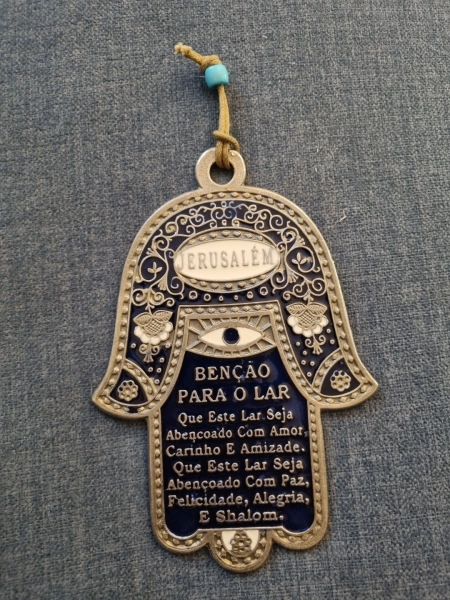 JERUSALÉM
BENÇÃO
PARA O LAR
Que Este Lar Seja
Abençoado Com Amor,
Carinho E Amizade.
Que Este Lar Seja
Abençoado Com Paz,
Felicidade, Alegria,
E Shalom.